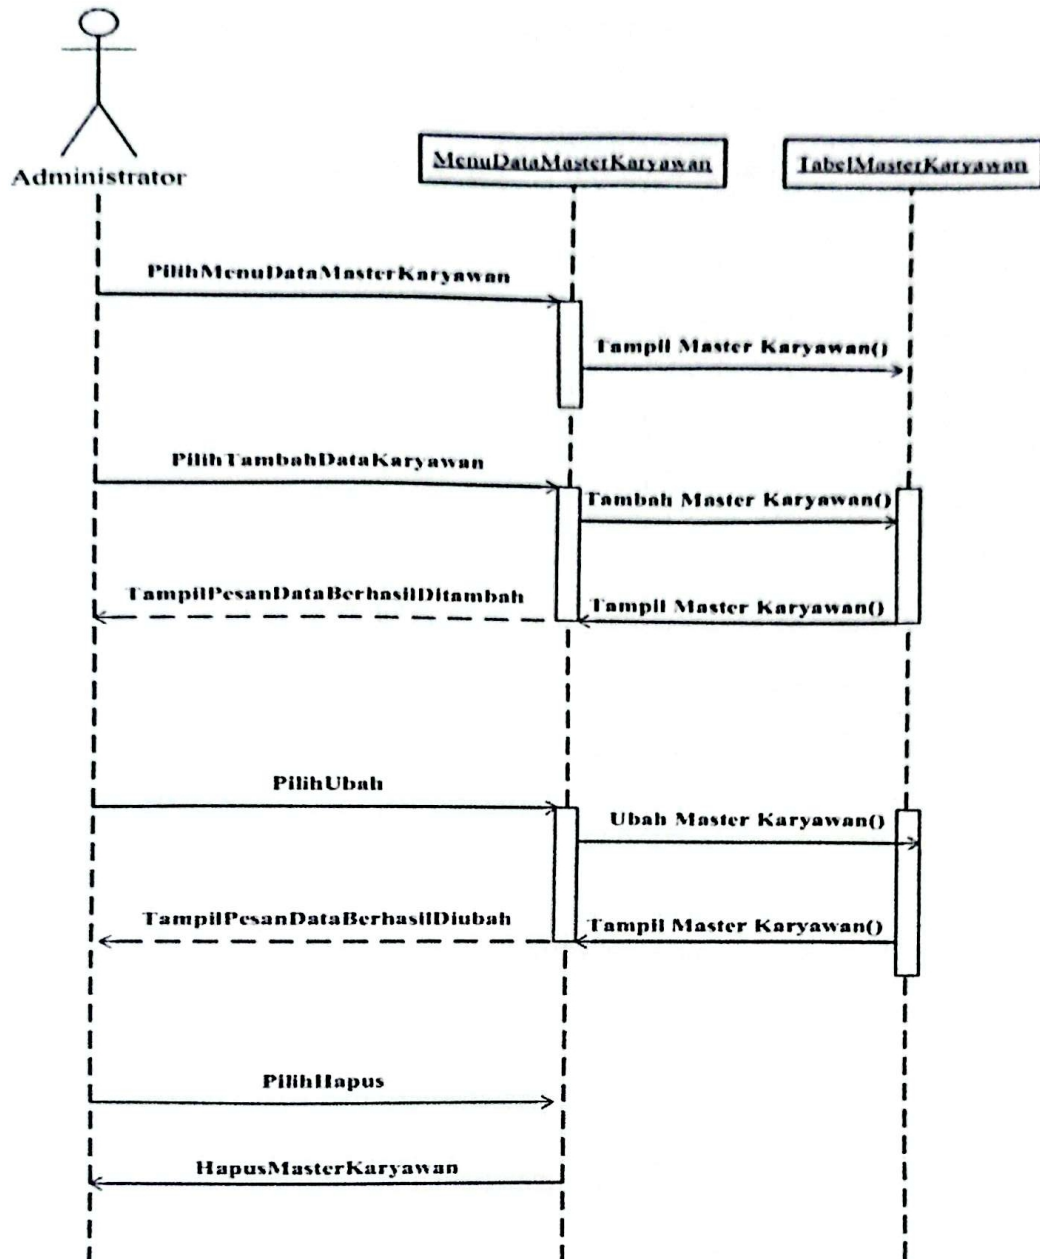 Administrator
MenuDataMasterKaryawan
TabelMasterKaryawan
PilihMenuDataMasterKaryawan
Tampil Master Karyawan()
PilihTambahDataKaryawan
Tambah Master Karyawan()
TampilPesanDataBerhasilDitambah
Tampil Master Karyawan()
PilihUbah
Ubah Master Karyawan()
TampilPesanDataBerhasilDiubah
Tampil Master Karyawan()
PilihHapus
HapusMasterKaryawan